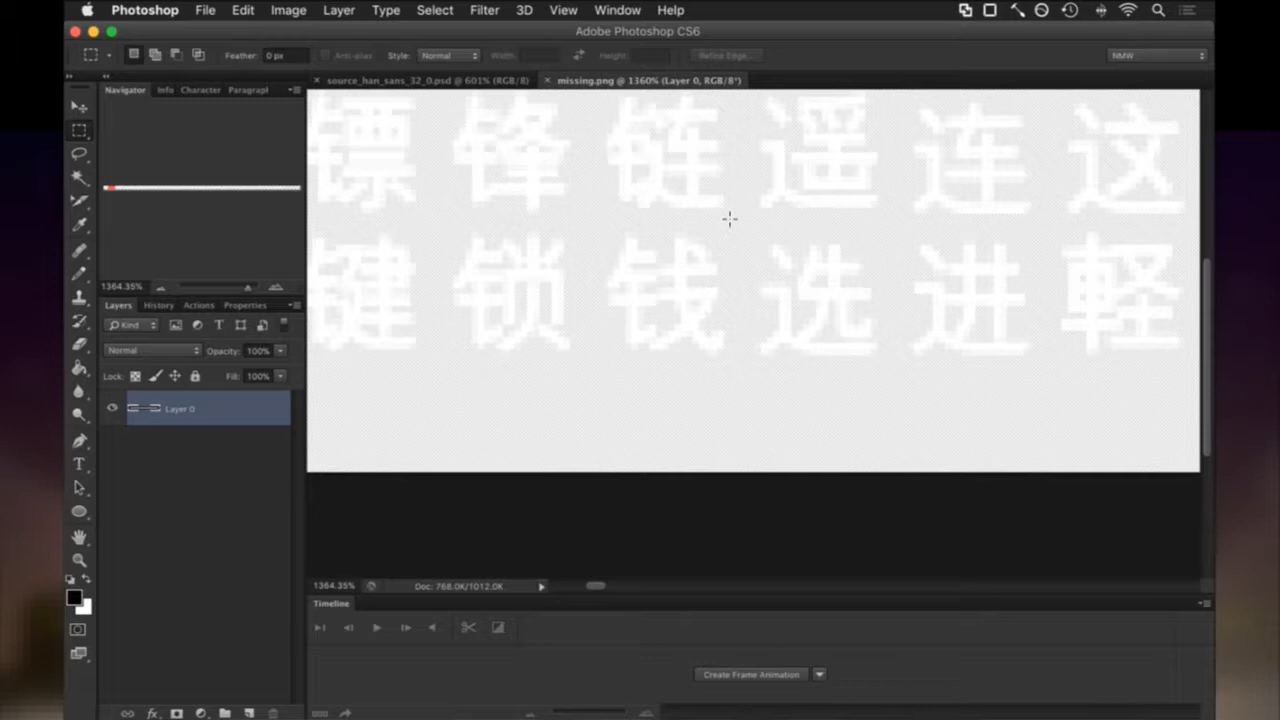 Photoshop File Edit Image Layer Type Select Filter 3D View Window Help
Adobe Photoshop CS6
Feather: 0 px Anti-alias Style: Normal Width: Height: Refine Edge... NMW
source_han_sans_32_0.psd @ 601% (RGB/8) missing.png @ 1360% (Layer 0, RGB/8*)
Navigator Info Character Paragraph
镖 锋 链 遥 连 这
键 锁 钱 选 进 軽
1364.35%
Layers History Actions Properties
Kind
Normal Opacity: 100%
Lock: Fill: 100%
Layer 0
1364.35% Doc: 768.0K/1012.0K
Timeline
Create Frame Animation